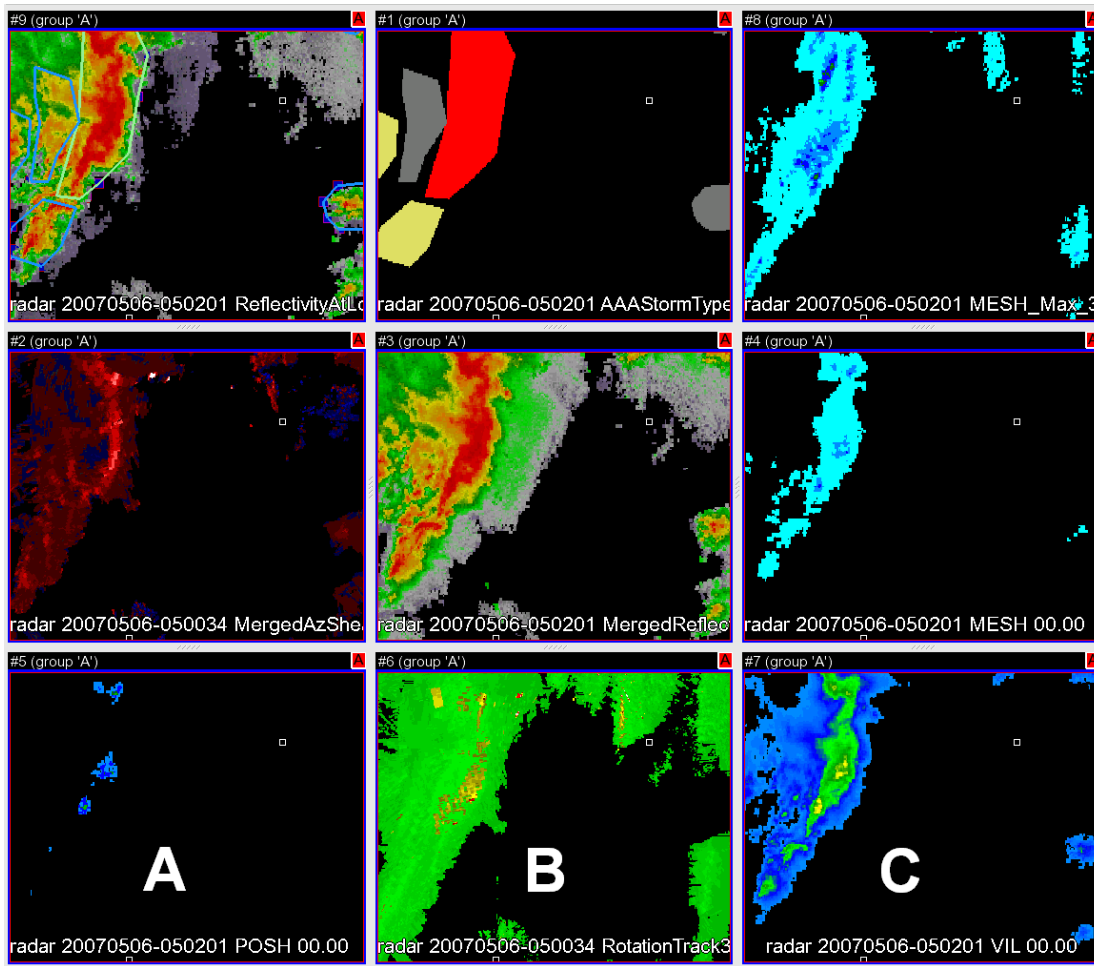 #9 (group 'A') A
#1 (group 'A') A
#8 (group 'A') A
radar 20070506-050201 ReflectivityAtLo
radar 20070506-050201 AAAStormType
radar 20070506-050201 MESH_Max_3
#2 (group 'A') A
#3 (group 'A') A
#4 (group 'A') A
radar 20070506-050034 MergedAzShea
radar 20070506-050201 MergedReflect
radar 20070506-050201 MESH 00.00
#5 (group 'A') A
#6 (group 'A') A
#7 (group 'A') A
A
B
C
radar 20070506-050201 POSH 00.00
radar 20070506-050034 RotationTrack3
radar 20070506-050201 VIL 00.00